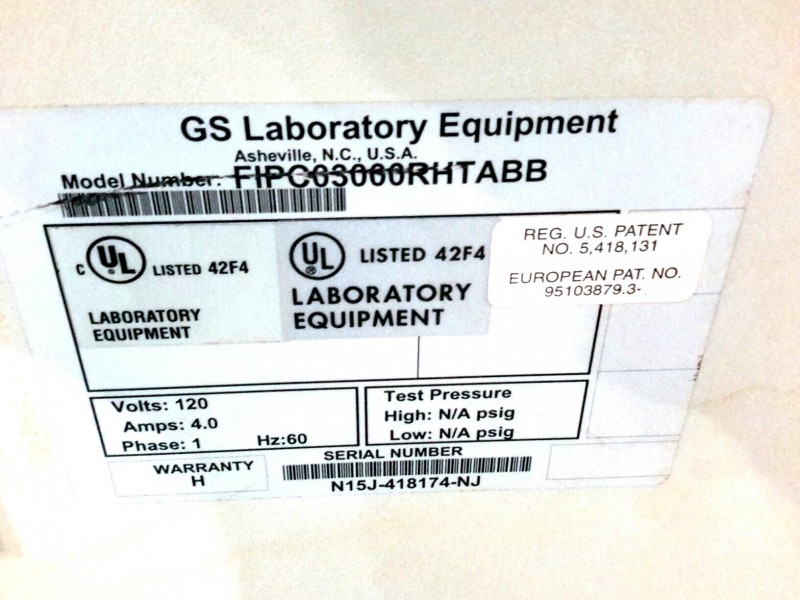 GS Laboratory Equipment
Asheville, N.C., U.S.A.
Model Number: FIPC03000RHTABB
C UL ® LISTED 42F4
LABORATORY
EQUIPMENT
UL ® LISTED 42F4
LABORATORY
EQUIPMENT
REG. U.S. PATENT
NO. 5,418,131
EUROPEAN PAT. NO.
95103879.3-
Volts: 120
Amps: 4.0
Phase: 1 Hz:60
Test Pressure
High: N/A psig
Low: N/A psig
WARRANTY
H
SERIAL NUMBER
N15J-418174-NJ